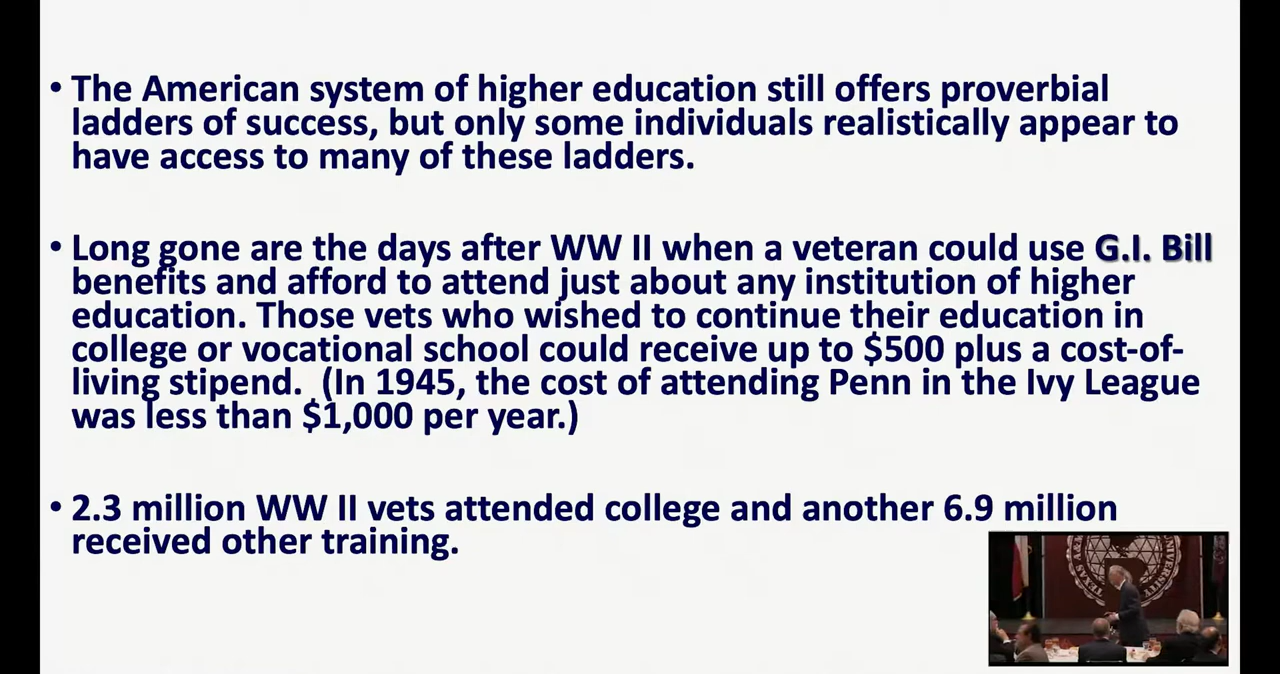 • The American system of higher education still offers proverbial
ladders of success, but only some individuals realistically appear to
have access to many of these ladders.
• Long gone are the days after WW II when a veteran could use G.I. Bill
benefits and afford to attend just about any institution of higher
education. Those vets who wished to continue their education in
college or vocational school could receive up to $500 plus a cost-of-
living stipend.  (In 1945, the cost of attending Penn in the Ivy League
was less than $1,000 per year.)
• 2.3 million WW II vets attended college and another 6.9 million
received other training.
TEXAS
UNIVERSITY